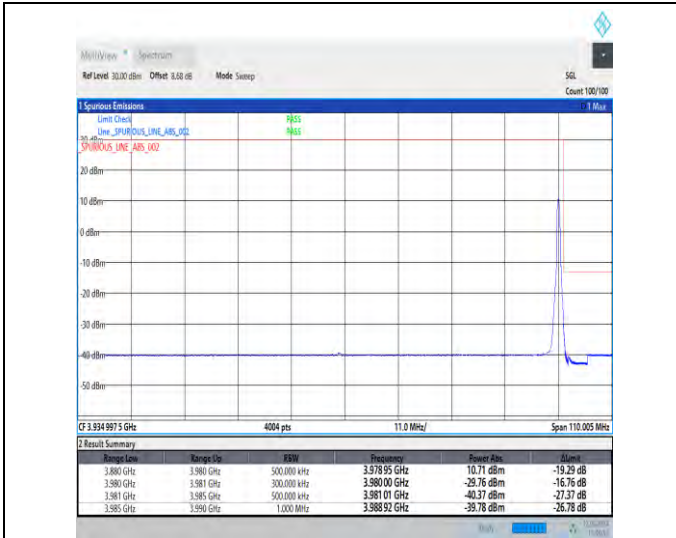 MultiView Spectrum
Ref Level 30.00 dBm Offset 8.68 dB Mode Sweep SGL
Count 100/100
1 Spurious Emissions 1 Max
Limit Check PASS
Line _SPURIOUS_LINE_ABS_002 PASS
30 dBm
_SPURIOUS_LINE_ABS_002
20 dBm
10 dBm
0 dBm
-10 dBm
-20 dBm
-30 dBm
-40 dBm
-50 dBm
CF 3.934 997 5 GHz 4004 pts 11.0 MHz/ Span 110.005 MHz
2 Result Summary
Range Low Range Up RBW Frequency Power Abs ΔLimit
3.880 GHz 3.980 GHz 500.000 kHz 3.978 95 GHz 10.71 dBm -19.29 dB
3.980 GHz 3.981 GHz 300.000 kHz 3.980 00 GHz -29.76 dBm -16.76 dB
3.981 GHz 3.985 GHz 500.000 kHz 3.981 01 GHz -40.37 dBm -27.37 dB
3.985 GHz 3.990 GHz 1.000 MHz 3.988 92 GHz -39.78 dBm -26.78 dB